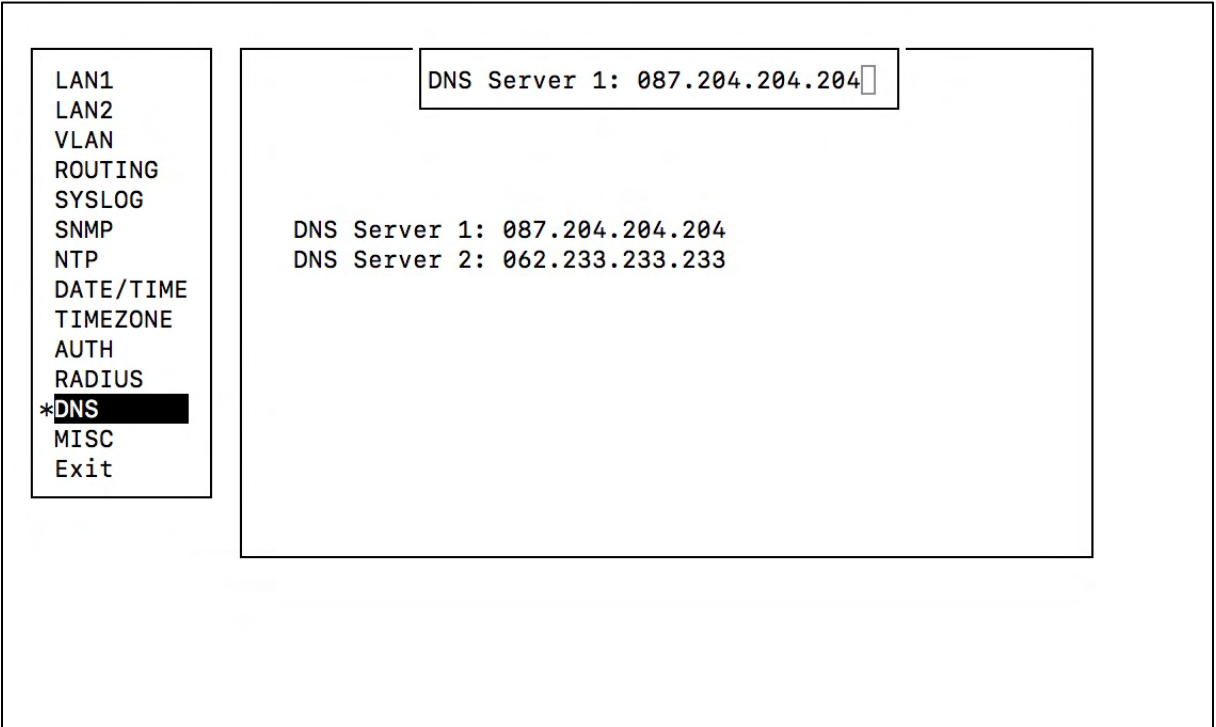 LAN1
LAN2
VLAN
ROUTING
SYSLOG
SNMP
NTP
DATE/TIME
TIMEZONE
AUTH
RADIUS
*DNS
MISC
Exit
DNS Server 1: 087.204.204.204
DNS Server 1: 087.204.204.204
DNS Server 2: 062.233.233.233